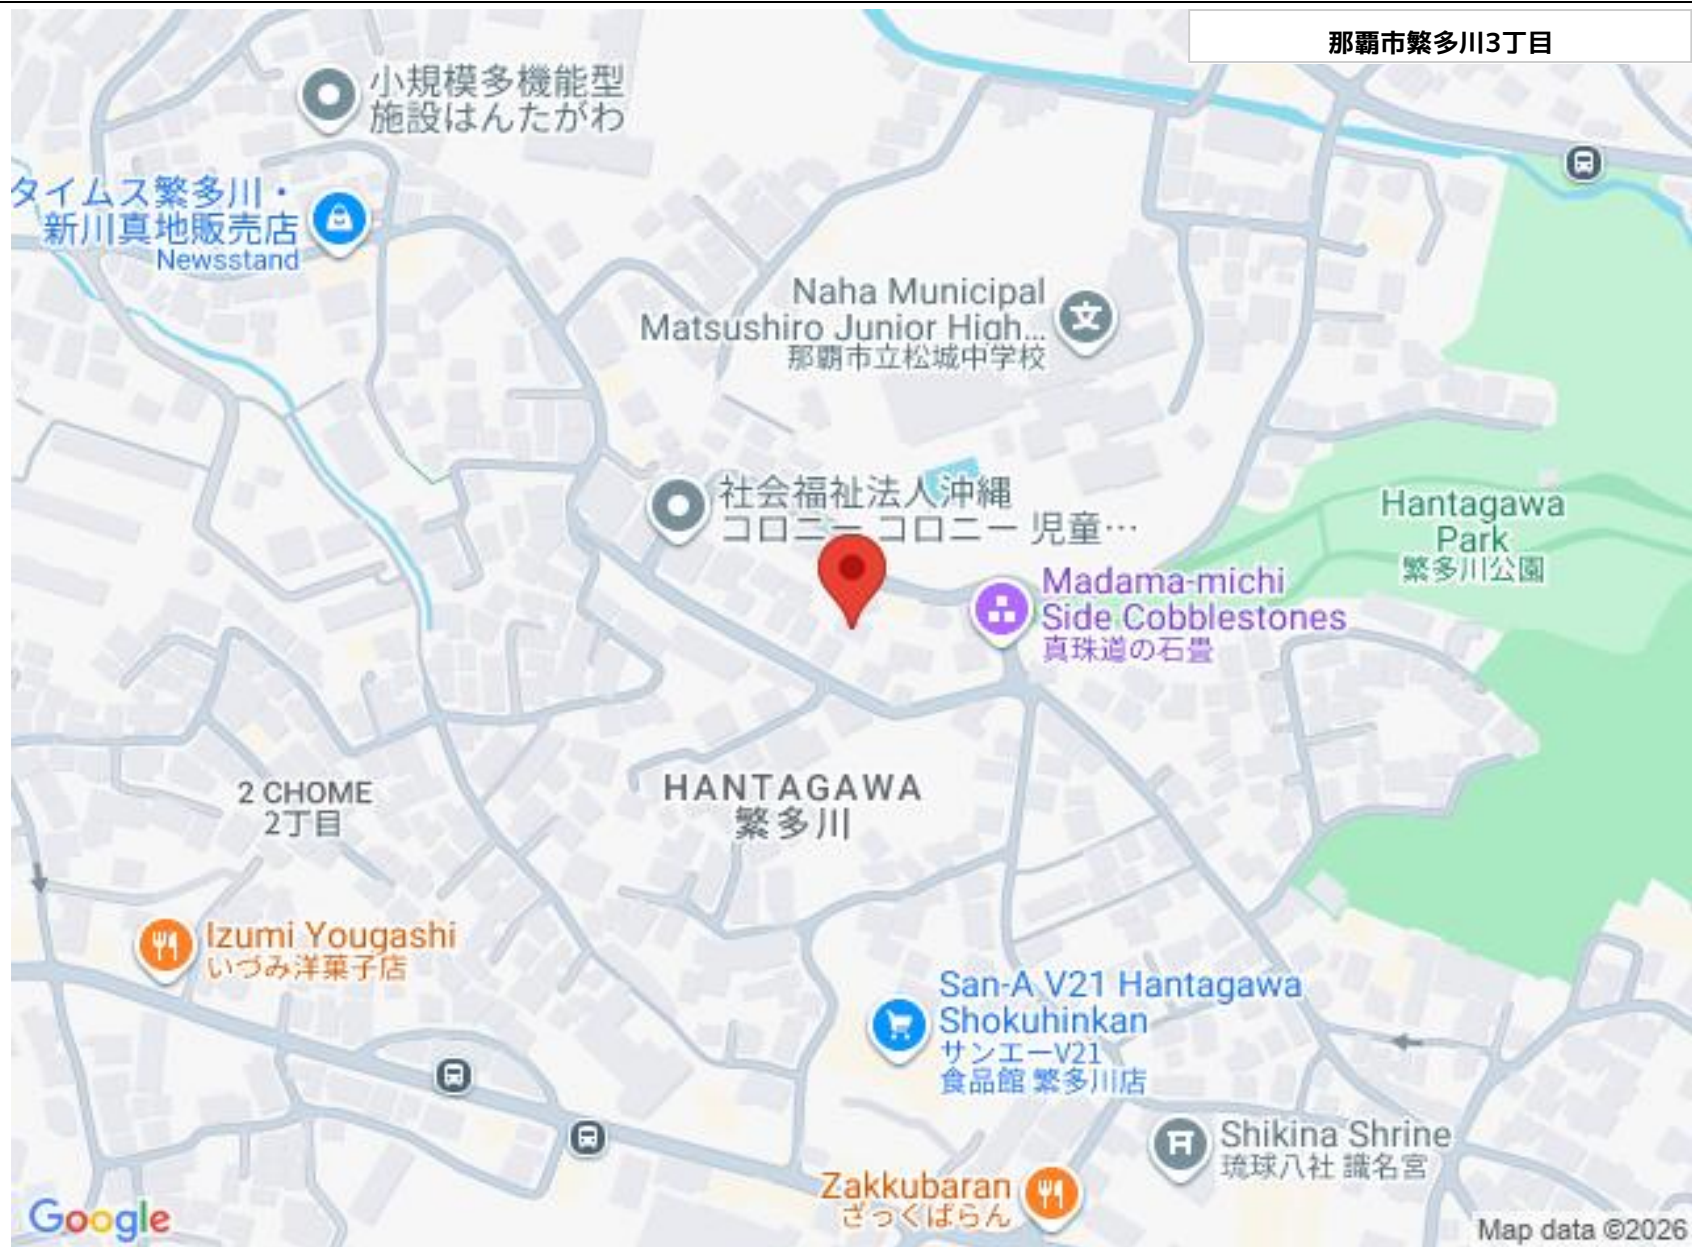 那覇市繁多川3丁目
小規模多機能型
施設はんたがわ
タイムス繁多川・
新川真地販売店
Newsstand
Naha Municipal
Matsushiro Junior High...
那覇市立松城中学校
社会福祉法人沖縄
コロニー コロニー 児童…
Hantagawa
Park
繁多川公園
Madama-michi
Side Cobblestones
真珠道の石畳
HANTAGAWA
繁多川
2 CHOME
2丁目
Izumi Yougashi
いづみ洋菓子店
San-A V21 Hantagawa
Shokuhinkan
サンエーV21
食品館 繁多川店
Shikina Shrine
琉球八社 識名宮
Zakkubaran
ざっくばらん
Google
Map data ©2026